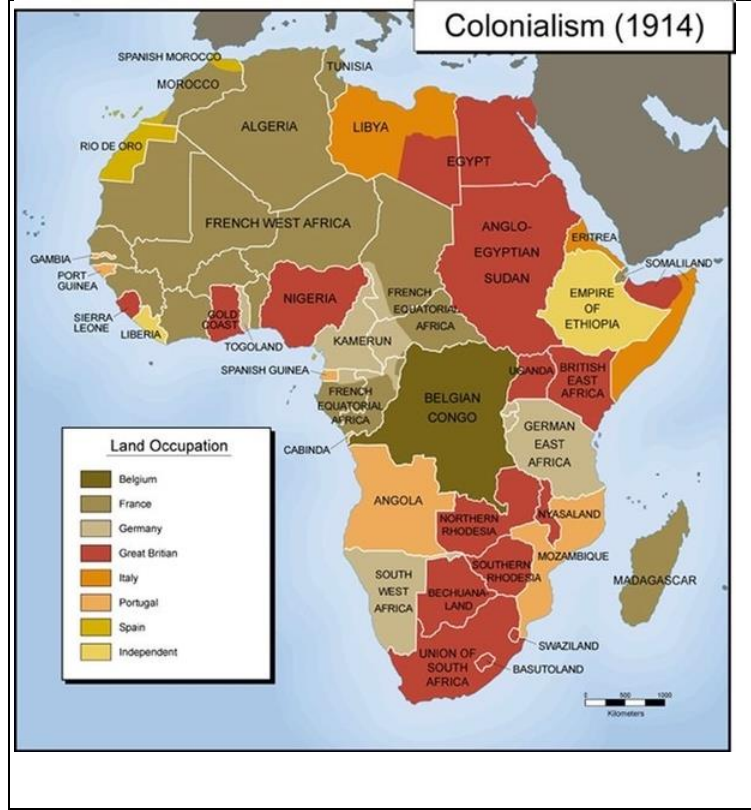 Colonialism (1914)
SPANISH MOROCCO
TUNISIA
MOROCCO
ALGERIA
LIBYA
RIO DE ORO
EGYPT
FRENCH WEST AFRICA
ANGLO-
EGYPTIAN
SUDAN
ERITREA
GAMBIA
SOMALILAND
PORT
GUINEA
NIGERIA
FRENCH
EQUATORIAL
AFRICA
EMPIRE
OF
ETHIOPIA
SIERRA
LEONE
GOLD
COAST
LIBERIA
TOGOLAND
KAMERUN
SPANISH GUINEA
UGANDA
BRITISH
EAST
AFRICA
BELGIAN
CONGO
FRENCH
EQUATORIAL
AFRICA
GERMAN
EAST
AFRICA
CABINDA
Land Occupation
Belgium
France
Germany
Great Britian
Italy
Portugal
Spain
Independent
ANGOLA
NYASALAND
NORTHERN
RHODESIA
MOZAMBIQUE
SOUTHERN
RHODESIA
SOUTH
WEST
AFRICA
BECHUANA-
LAND
MADAGASCAR
SWAZILAND
UNION OF
SOUTH
AFRICA
BASUTOLAND
0 500 1000
Kilometers